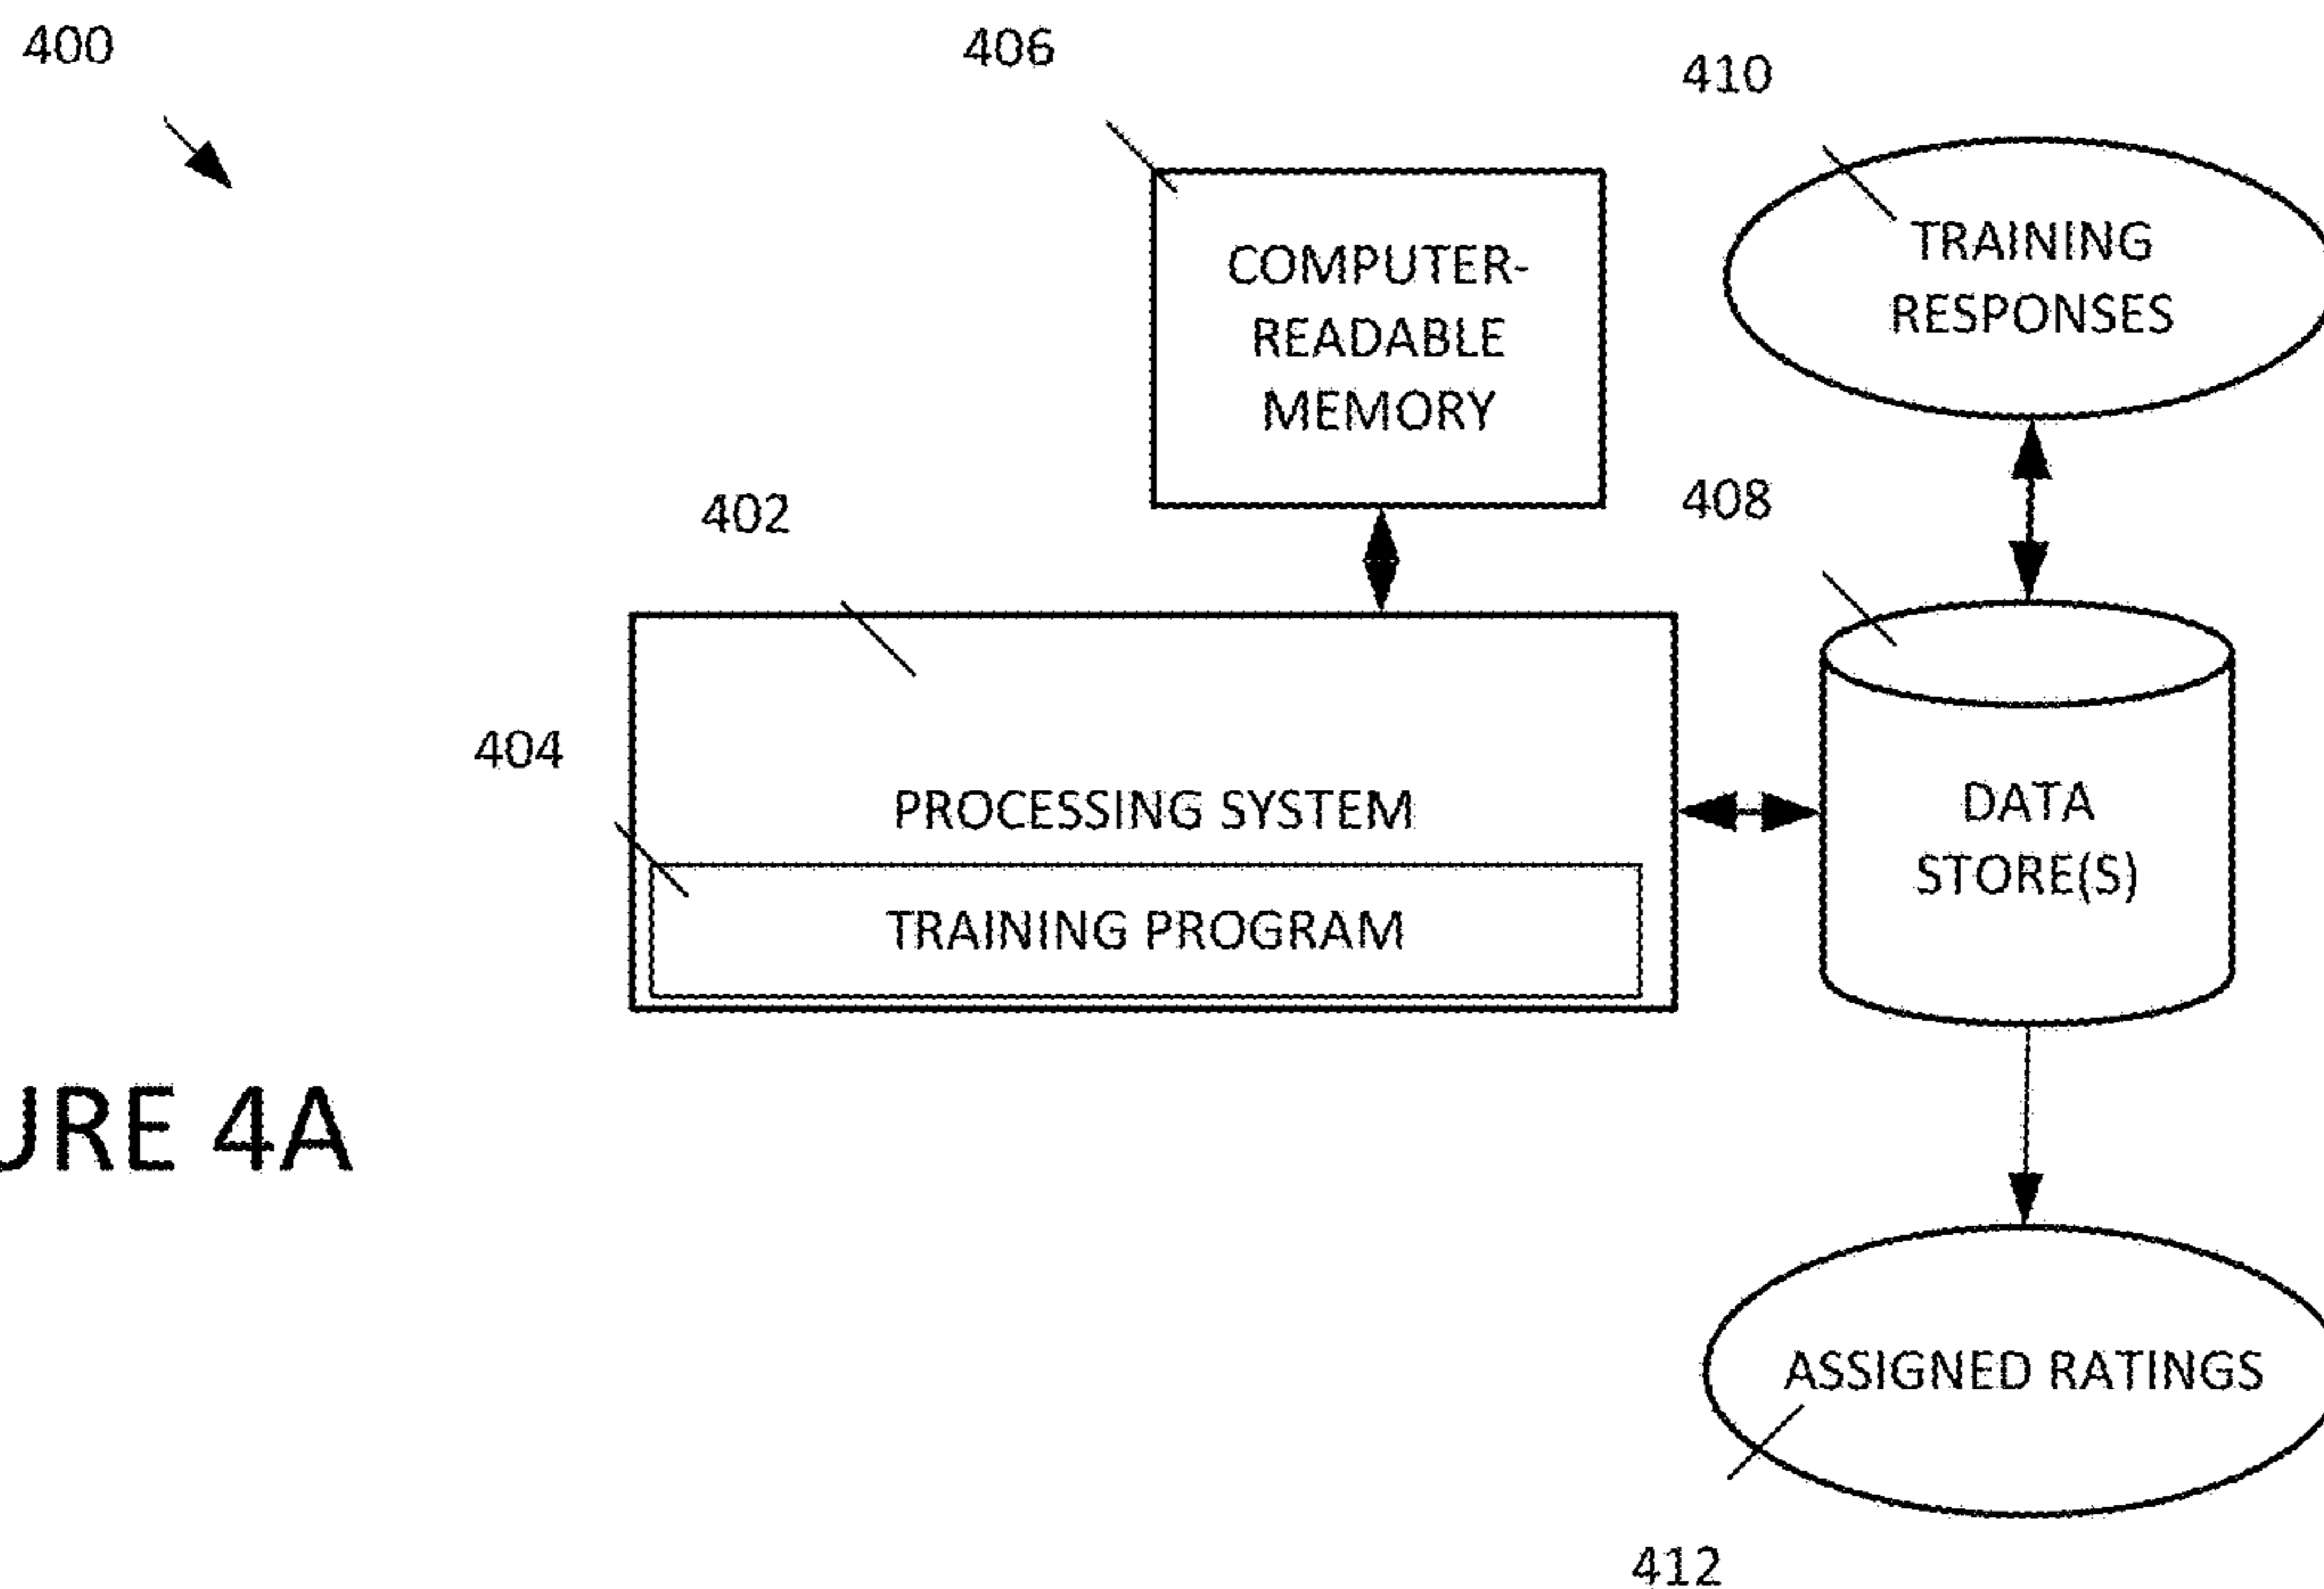 400
406
410
COMPUTER-
READABLE
MEMORY
TRAINING
RESPONSES
402
408
404
PROCESSING SYSTEM
DATA
STORE(S)
TRAINING PROGRAM
URE 4A
ASSIGNED RATINGS
412